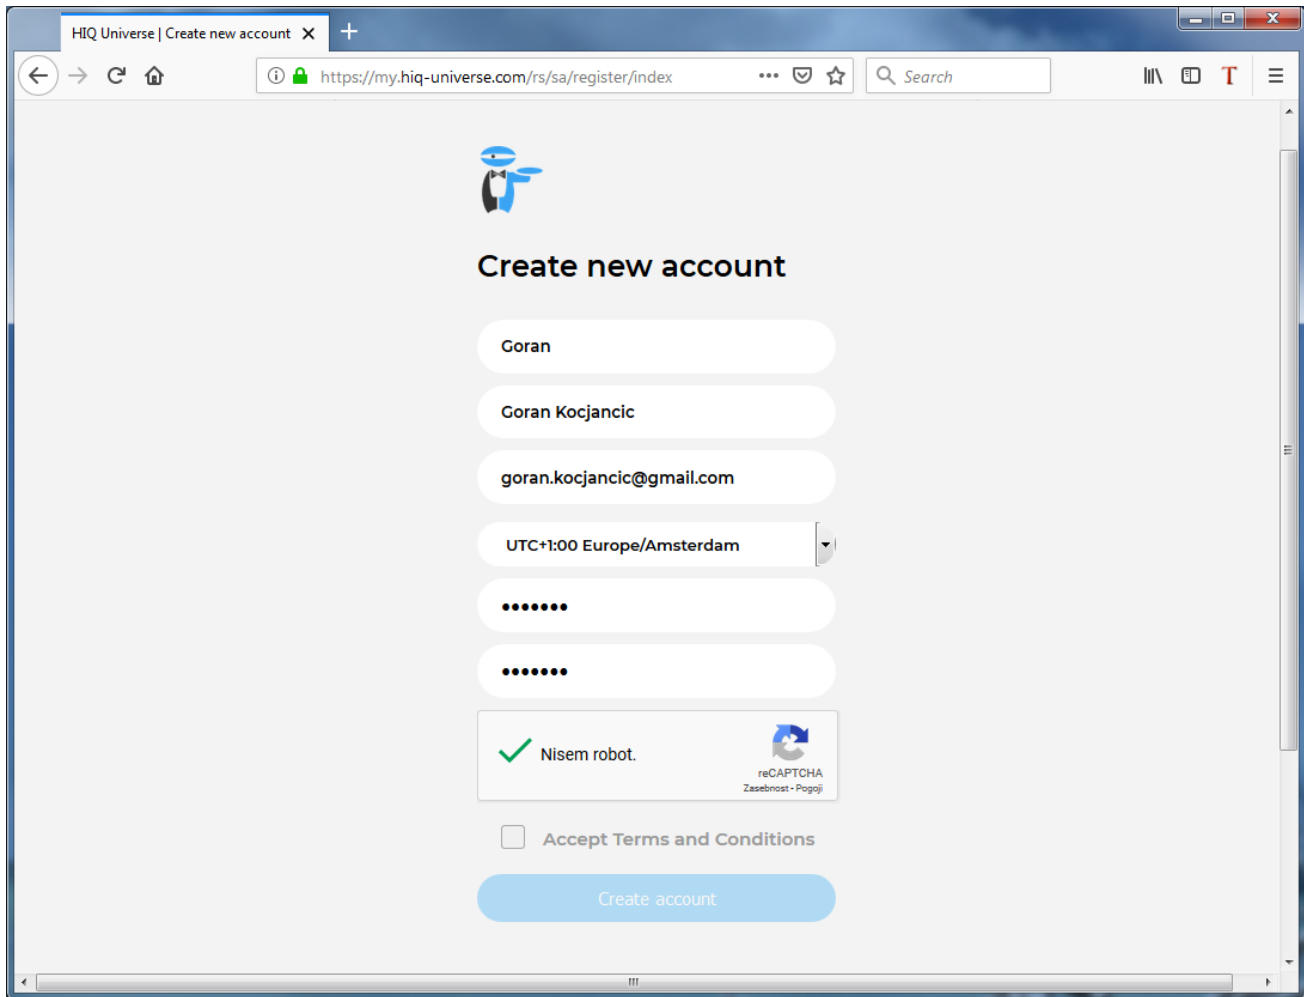 HIQ Universe | Create new account
https://my.hiq-universe.com/rs/sa/register/index
Search
T
Create new account
Goran
Goran Kocjancic
goran.kocjancic@gmail.com
UTC+1:00 Europe/Amsterdam
•••••••
•••••••
Nisem robot.
reCAPTCHA
Zasebnost - Pogoji
Accept Terms and Conditions
Create account